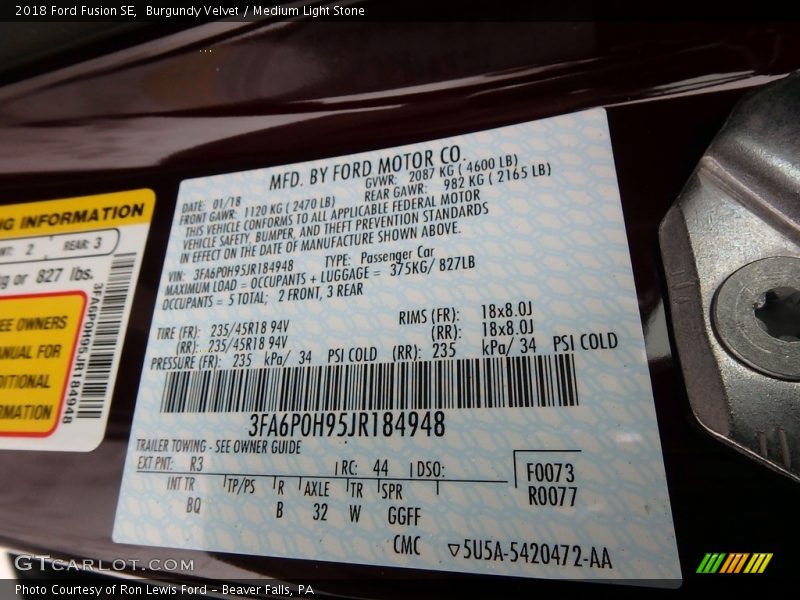 2018 Ford Fusion SE, Burgundy Velvet / Medium Light Stone
MFD. BY FORD MOTOR CO.
DATE: 01/18 GVWR: 2087 KG ( 4600 LB)
FRONT GAWR: 1120 KG ( 2470 LB) REAR GAWR: 982 KG ( 2165 LB)
THIS VEHICLE CONFORMS TO ALL APPLICABLE FEDERAL MOTOR
VEHICLE SAFETY, BUMPER, AND THEFT PREVENTION STANDARDS
IN EFFECT ON THE DATE OF MANUFACTURE SHOWN ABOVE.
VIN: 3FA6P0H95JR184948 TYPE: Passenger Car
MAXIMUM LOAD = OCCUPANTS + LUGGAGE = 375KG/ 827LB
OCCUPANTS = 5 TOTAL; 2 FRONT, 3 REAR
TIRE (FR): 235/45R18 94V RIMS (FR): 18x8.0J
(RR): 235/45R18 94V (RR): 18x8.0J
PRESSURE (FR): 235 kPa/ 34 PSI COLD (RR): 235 kPa/ 34 PSI COLD
3FA6P0H95JR184948
TRAILER TOWING - SEE OWNER GUIDE
EXT PNT: R3 RC: 44 DSO: F0073
INT TR TP/PS R AXLE TR SPR R0077
BQ B 32 W GGFF
CMC 5U5A-5420472-AA
INFORMATION
2 REAR: 3
or 827 lbs.
3FA6P0H95JR184948
OWNERS
FOR
GTCARLOT.COM
Photo Courtesy of Ron Lewis Ford - Beaver Falls, PA